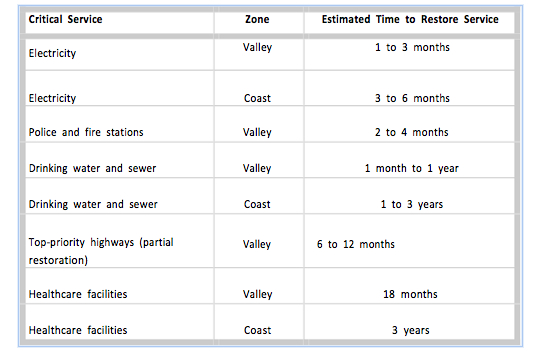 Critical Service Zone Estimated Time to Restore Service
Electricity Valley 1 to 3 months
Electricity Coast 3 to 6 months
Police and fire stations Valley 2 to 4 months
Drinking water and sewer Valley 1 month to 1 year
Drinking water and sewer Coast 1 to 3 years
Top-priority highways (partial
restoration) Valley 6 to 12 months
Healthcare facilities Valley 18 months
Healthcare facilities Coast 3 years